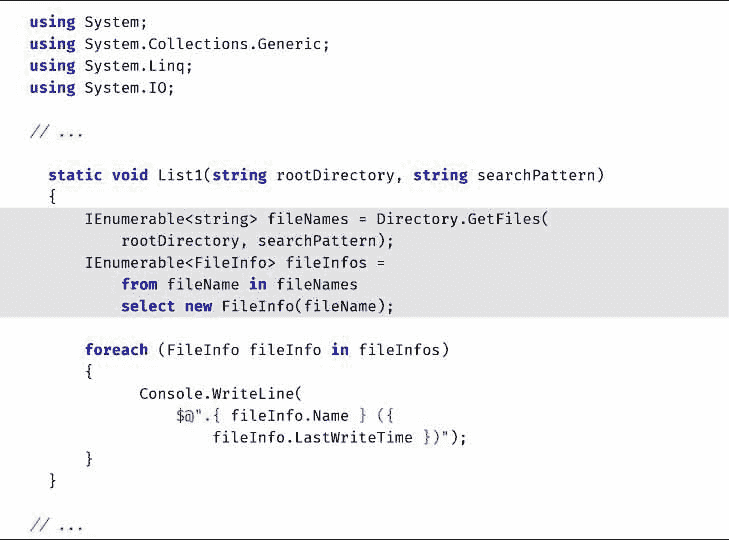 using System;
using System.Collections.Generic;
using System.Linq;
using System.IO;
// ...
static void List1(string rootDirectory, string searchPattern)
{
IEnumerable<string> fileNames = Directory.GetFiles(
rootDirectory, searchPattern);
IEnumerable<FileInfo> fileInfos =
from fileName in fileNames
select new FileInfo(fileName);
foreach (FileInfo fileInfo in fileInfos)
{
Console.WriteLine(
$@".{ fileInfo.Name } ({
fileInfo.LastWriteTime })");
}
}
// ...